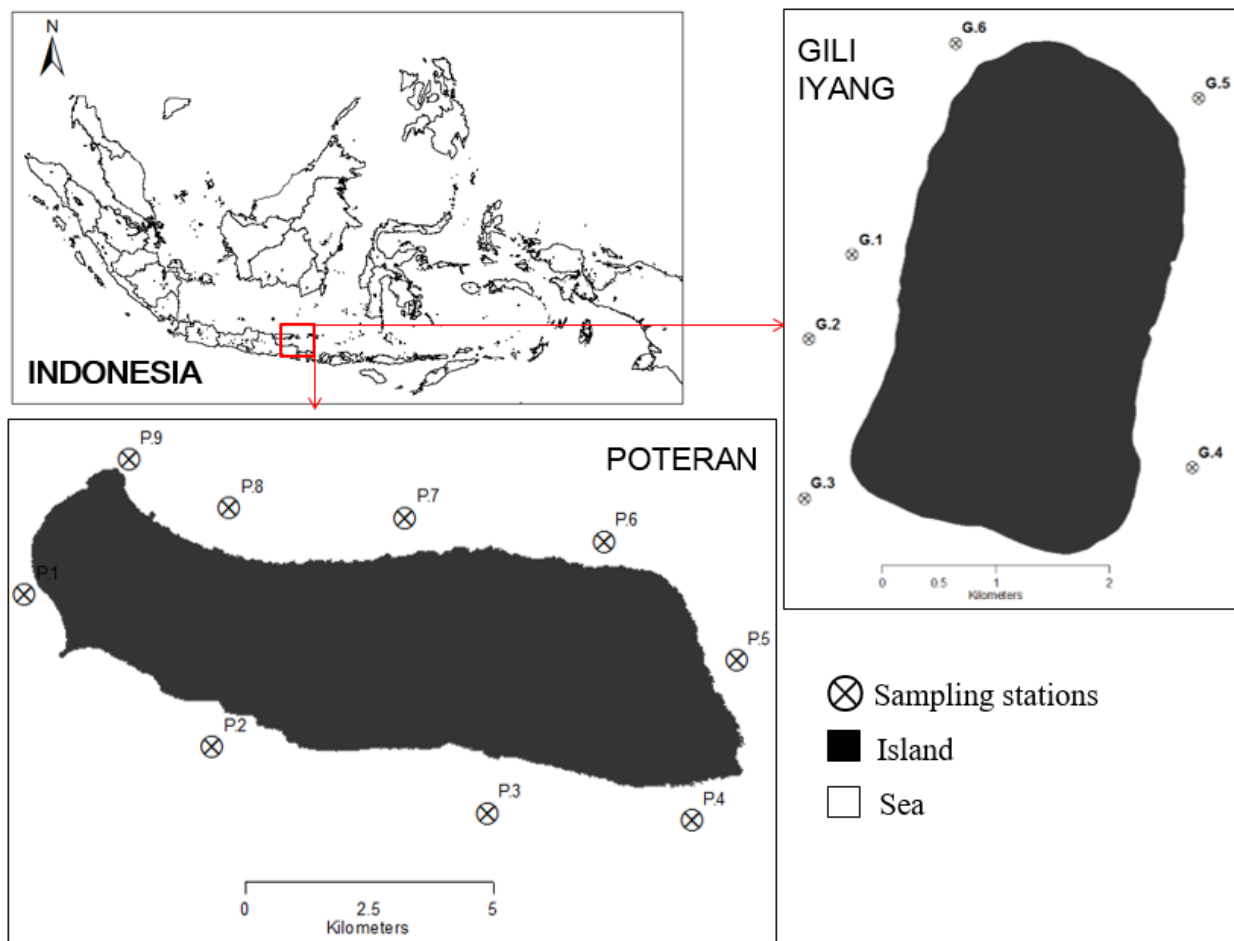 N
INDONESIA
GILI
IYANG
G.6
G.5
G.1
G.2
G.4
G.3
0 0.5 1 2
Kilometers
POTERAN
P.9
P.8
P.7
P.6
P.1
P.5
P.2
P.3
P.4
0 2.5 5
Kilometers
Sampling stations
Island
Sea